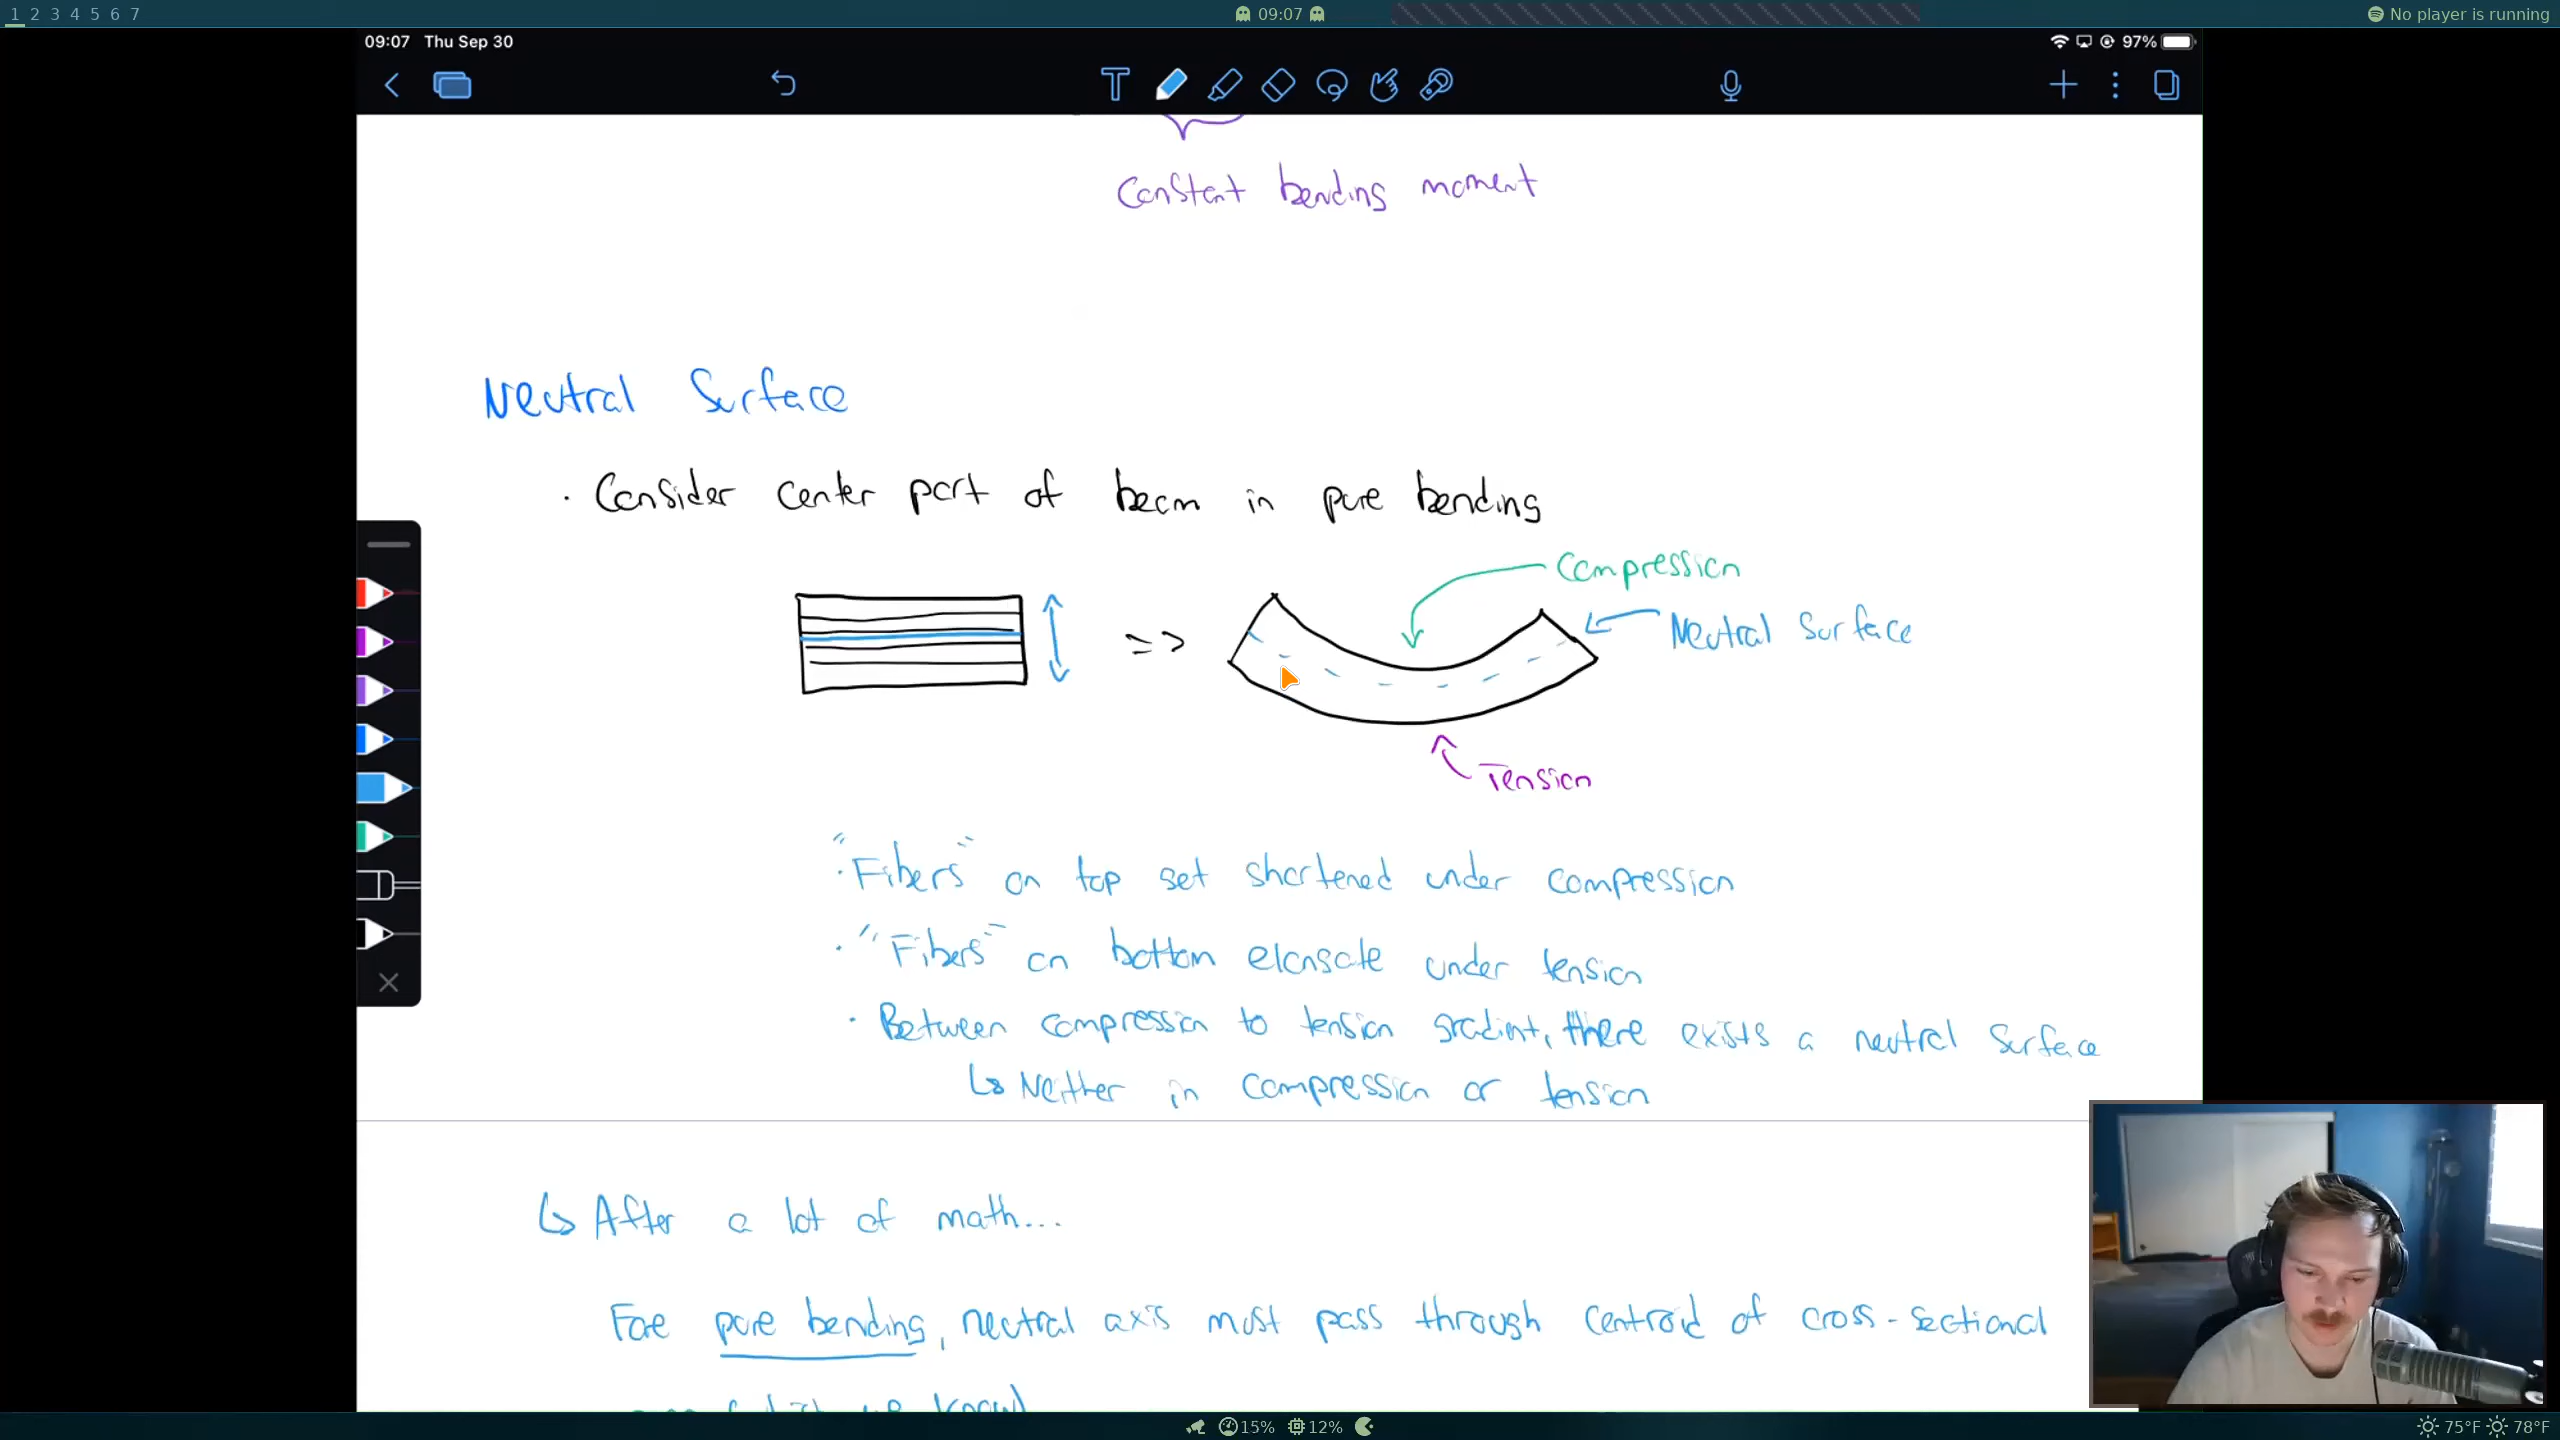 1 2 3 4 5 6 7
09:07
No player is running
09:07 Thu Sep 30
97%
Constant bending moment
Neutral Surface
· Consider center part of beam in pure bending
Compression
=>
Neutral Surface
Tension
· "Fibers" on top get shortened under compression
· "Fibers" on bottom elongate under tension
· Between compression to tension gradient, there exists a neutral surface
↳ Neither in compression or tension
↳ After a lot of math...
For pure bending, neutral axis must pass through centroid of cross-sectional
15% 12%
75°F 78°F